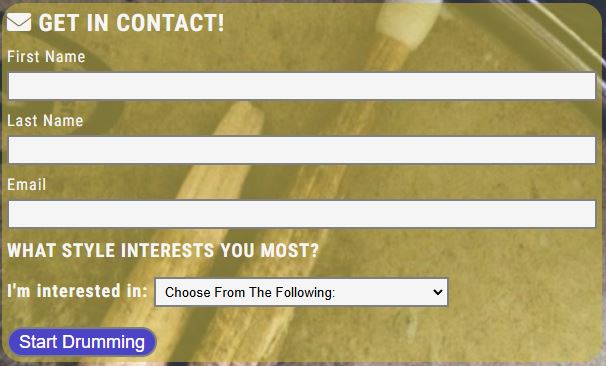 GET IN CONTACT!
First Name
Last Name
Email
WHAT STYLE INTERESTS YOU MOST?
I'm interested in: Choose From The Following:
Start Drumming